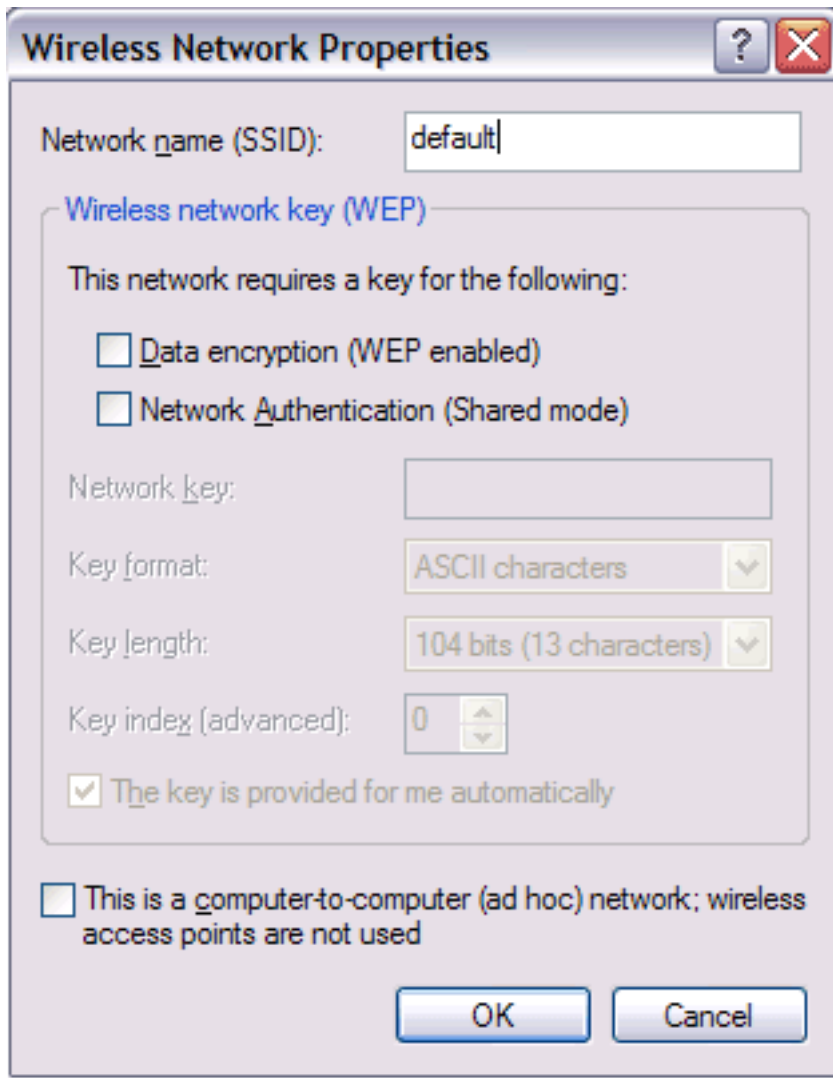 Wireless Network Properties
?
Network name (SSID): default
Wireless network key (WEP)
This network requires a key for the following:
Data encryption (WEP enabled)
Network Authentication (Shared mode)
Network key:
Key format: ASCII characters
Key length: 104 bits (13 characters)
Key index (advanced): 0
The key is provided for me automatically
This is a computer-to-computer (ad hoc) network; wireless
access points are not used
OK Cancel